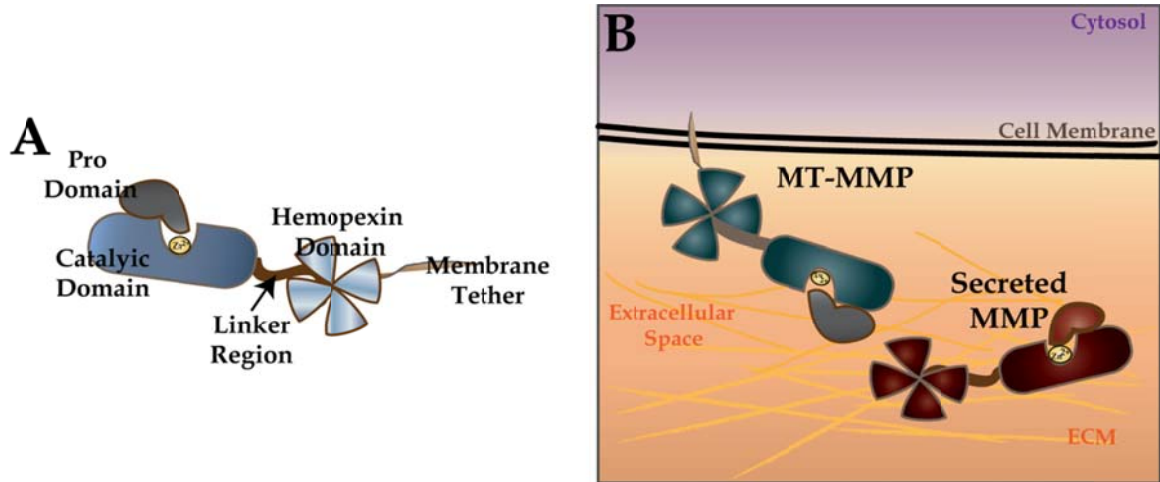 A
Pro
Domain
Catalyic
Domain
Hemopexin
Domain
Linker
Region
Membrane
Tether
B
Cytosol
Cell Membrane
MT-MMP
Extracellular
Space
Secreted
MMP
ECM